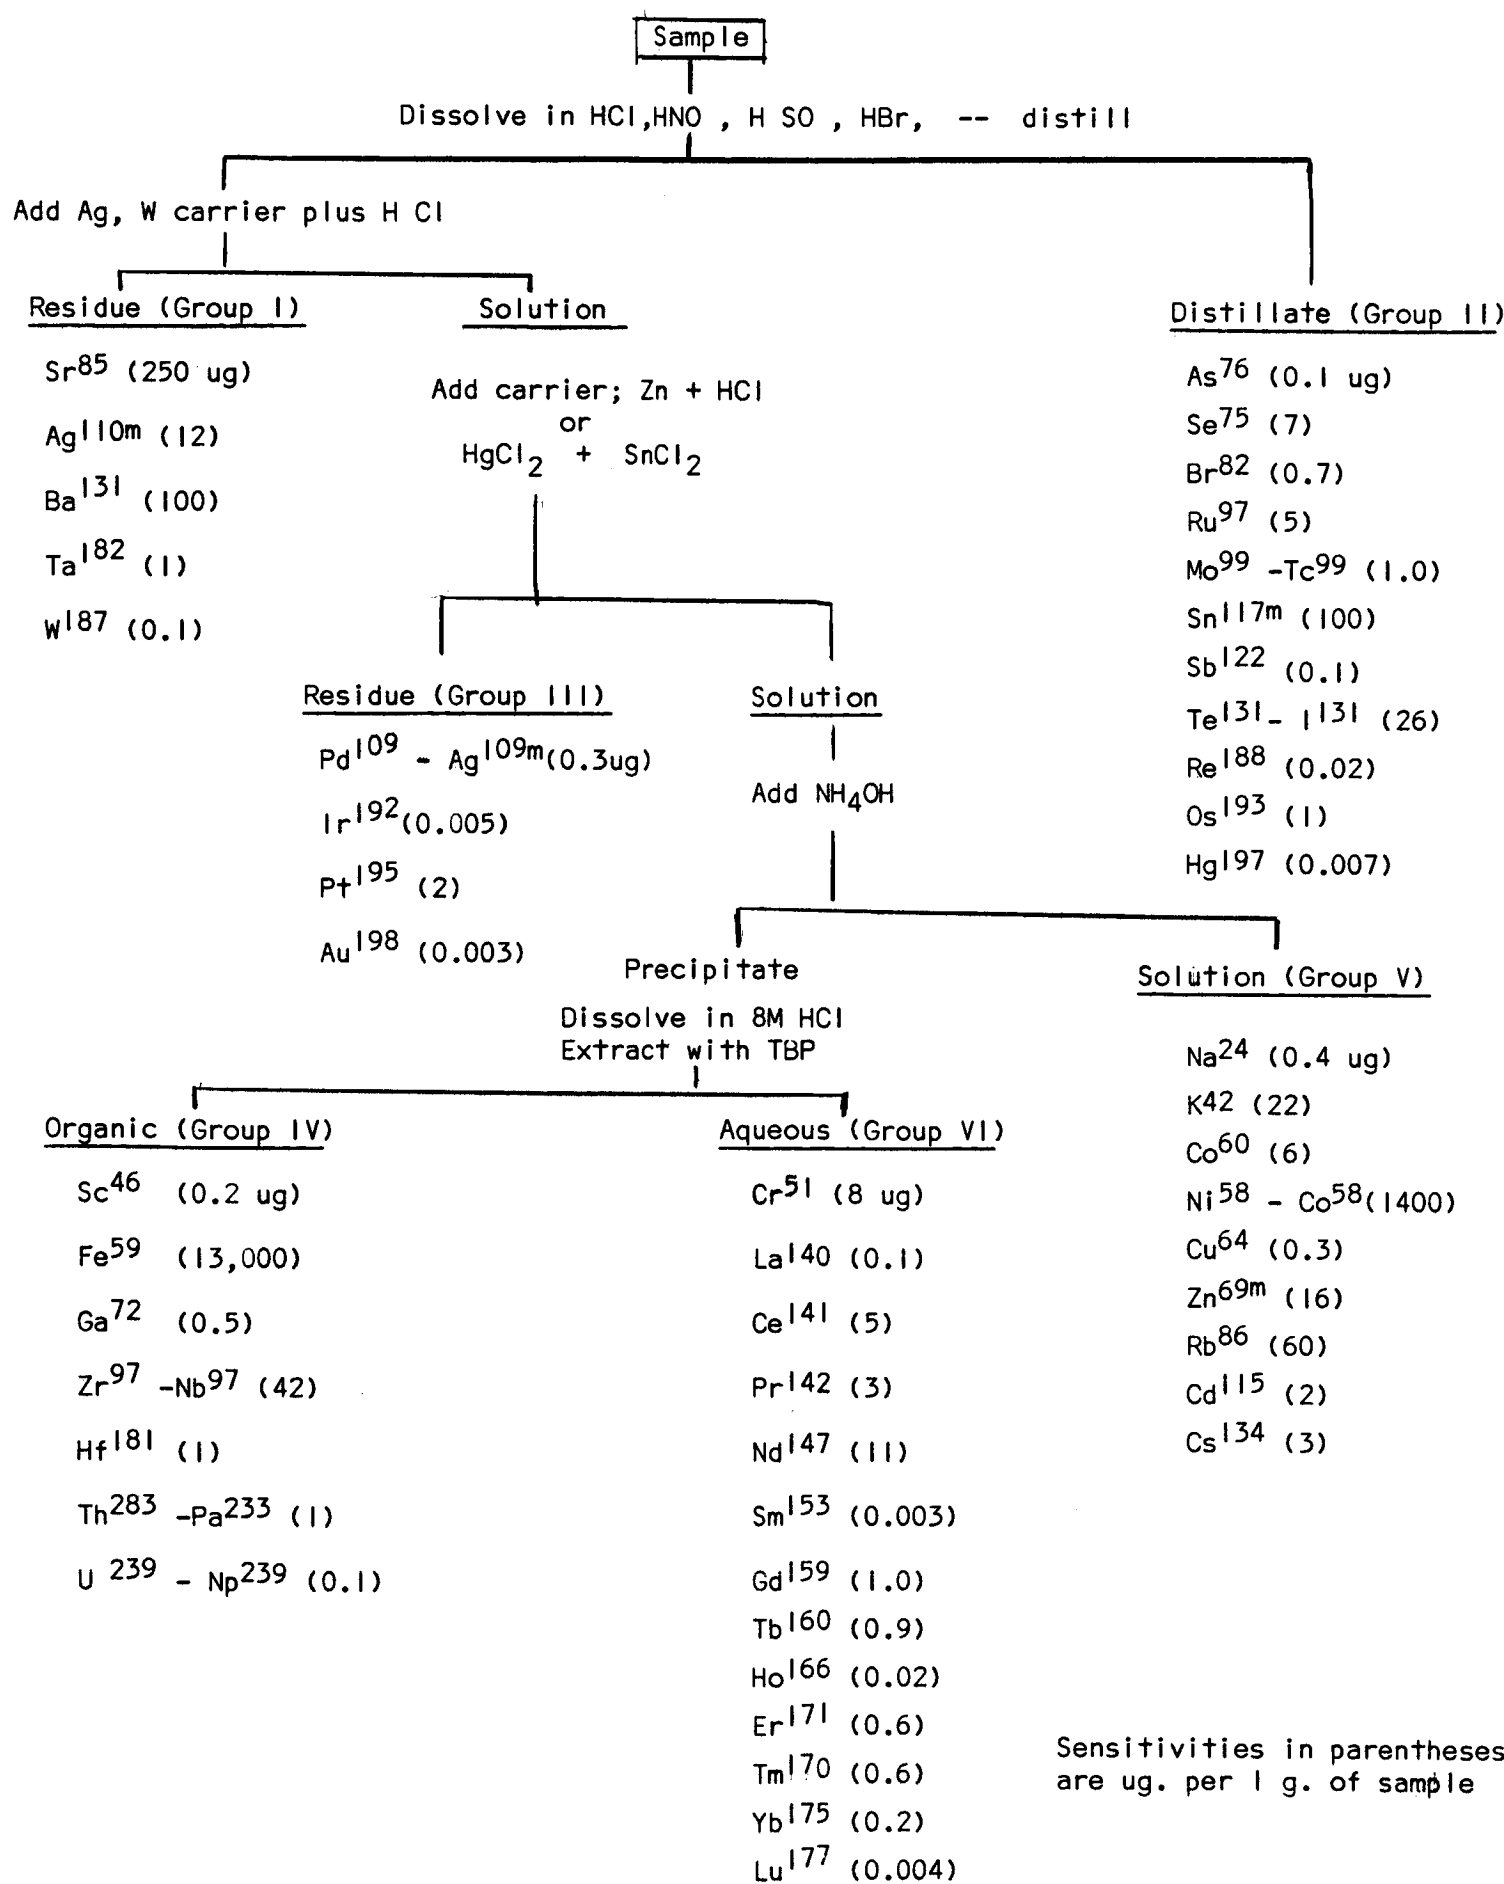 Sample
Dissolve in HCl,HNO , H SO , HBr, -- distill
Add Ag, W carrier plus H Cl
Residue (Group I)
Sr85 (250 ug)
Ag110m (12)
Ba131 (100)
Ta182 (1)
W187 (0.1)
Solution
Add carrier; Zn + HCl
or
HgCl2 + SnCl2
Distillate (Group II)
As76 (0.1 ug)
Se75 (7)
Br82 (0.7)
Ru97 (5)
Mo99 -Tc99 (1.0)
Sn117m (100)
Sb122 (0.1)
Te131- I131 (26)
Re188 (0.02)
Os193 (1)
Hg197 (0.007)
Residue (Group III)
Pd109 - Ag109m(0.3ug)
Ir192(0.005)
Pt195 (2)
Au198 (0.003)
Solution
Add NH4OH
Precipitate
Dissolve in 8M HCl
Extract with TBP
Solution (Group V)
Na24 (0.4 ug)
K42 (22)
Co60 (6)
Ni58 - Co58(1400)
Cu64 (0.3)
Zn69m (16)
Rb86 (60)
Cd115 (2)
Cs134 (3)
Organic (Group IV)
Sc46 (0.2 ug)
Fe59 (13,000)
Ga72 (0.5)
Zr97 -Nb97 (42)
Hf181 (1)
Th283 -Pa233 (1)
U 239 - Np239 (0.1)
Aqueous (Group VI)
Cr51 (8 ug)
La140 (0.1)
Ce141 (5)
Pr142 (3)
Nd147 (11)
Sm153 (0.003)
Gd159 (1.0)
Tb160 (0.9)
Ho166 (0.02)
Er171 (0.6)
Tm170 (0.6)
Yb175 (0.2)
Lu177 (0.004)
Sensitivities in parentheses
are ug. per 1 g. of sample